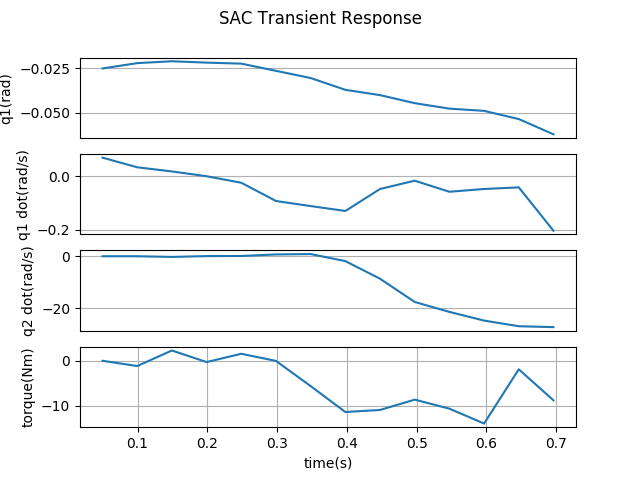 SAC Transient Response
q1(rad)
−0.025
−0.050
q1 dot(rad/s)
0.0
−0.2
q2 dot(rad/s)
0
−20
torque(Nm)
0
−10
0.1 0.2 0.3 0.4 0.5 0.6 0.7
time(s)